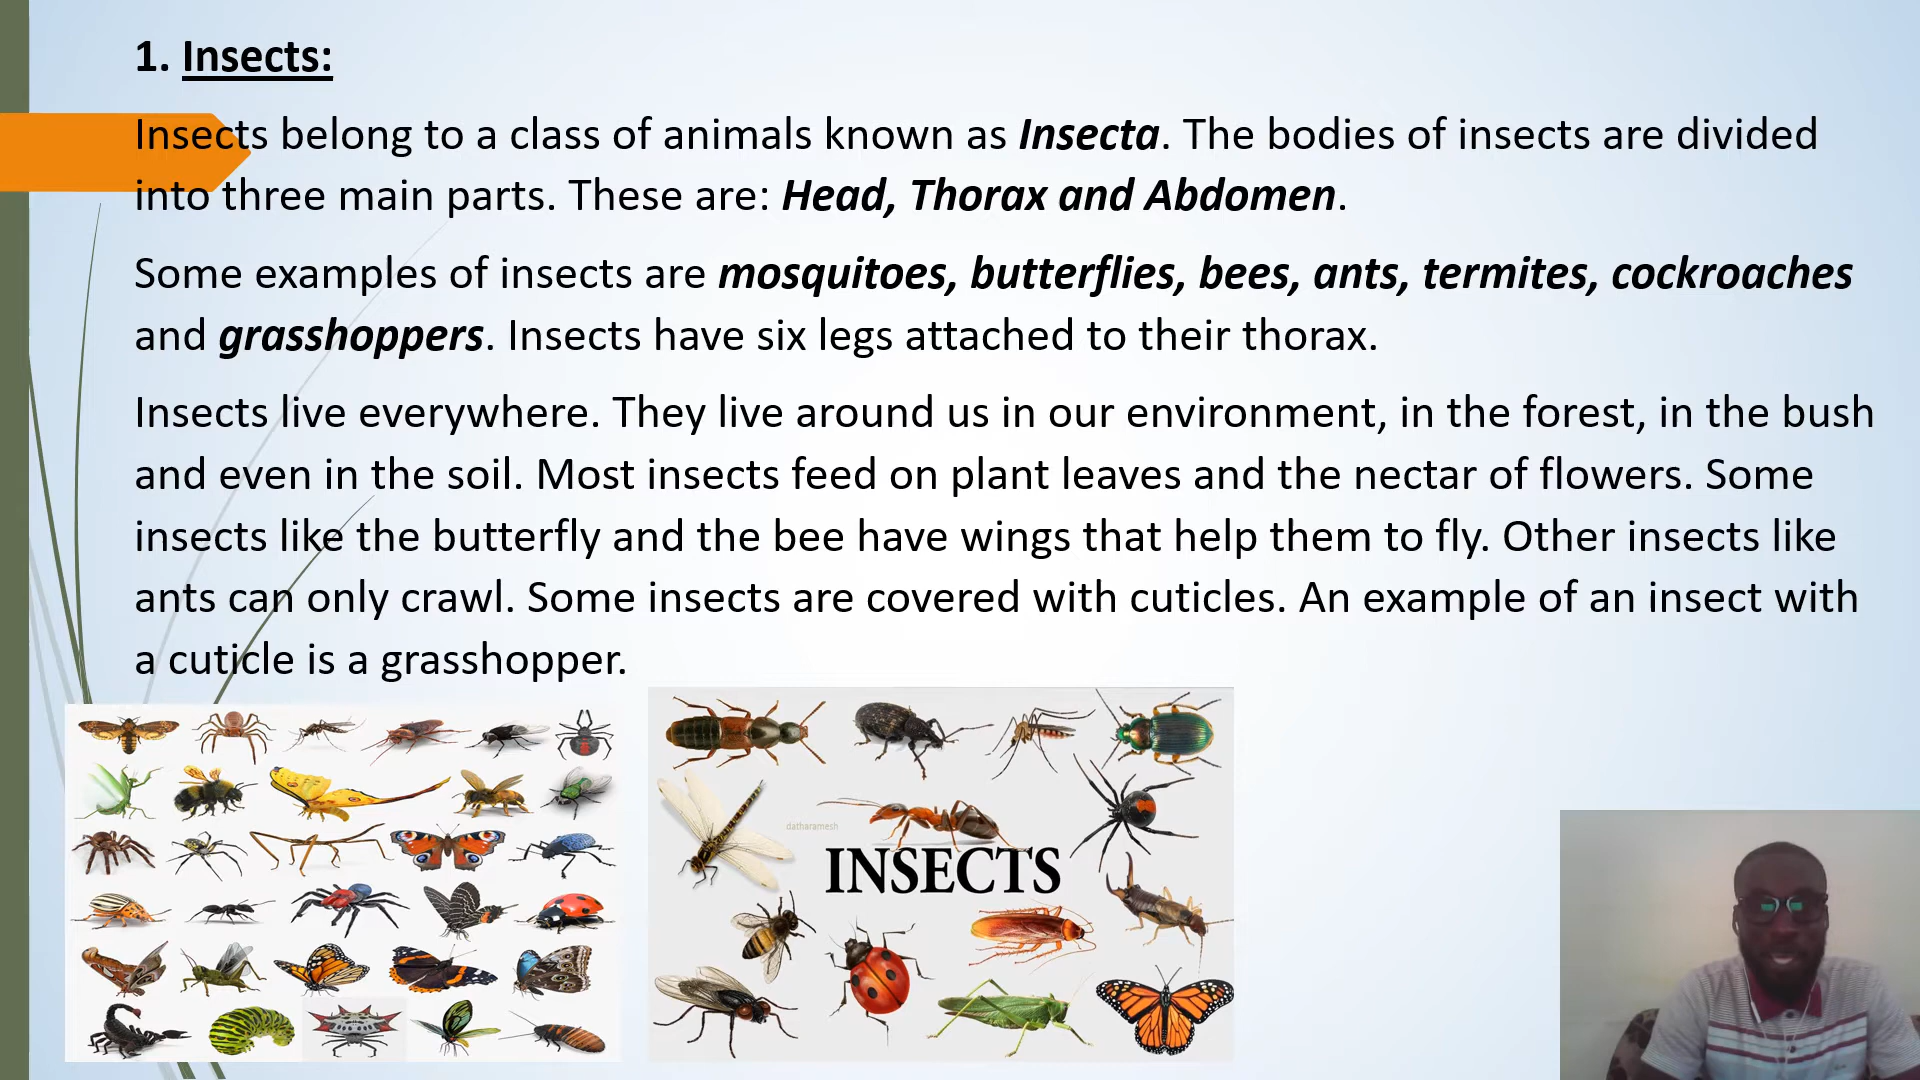 1. Insects:
Insects belong to a class of animals known as Insecta. The bodies of insects are divided
into three main parts. These are: Head, Thorax and Abdomen.
Some examples of insects are mosquitoes, butterflies, bees, ants, termites, cockroaches
and grasshoppers. Insects have six legs attached to their thorax.
Insects live everywhere. They live around us in our environment, in the forest, in the bush
and even in the soil. Most insects feed on plant leaves and the nectar of flowers. Some
insects like the butterfly and the bee have wings that help them to fly. Other insects like
ants can only crawl. Some insects are covered with cuticles. An example of an insect with
a cuticle is a grasshopper.
datharamesh
INSECTS